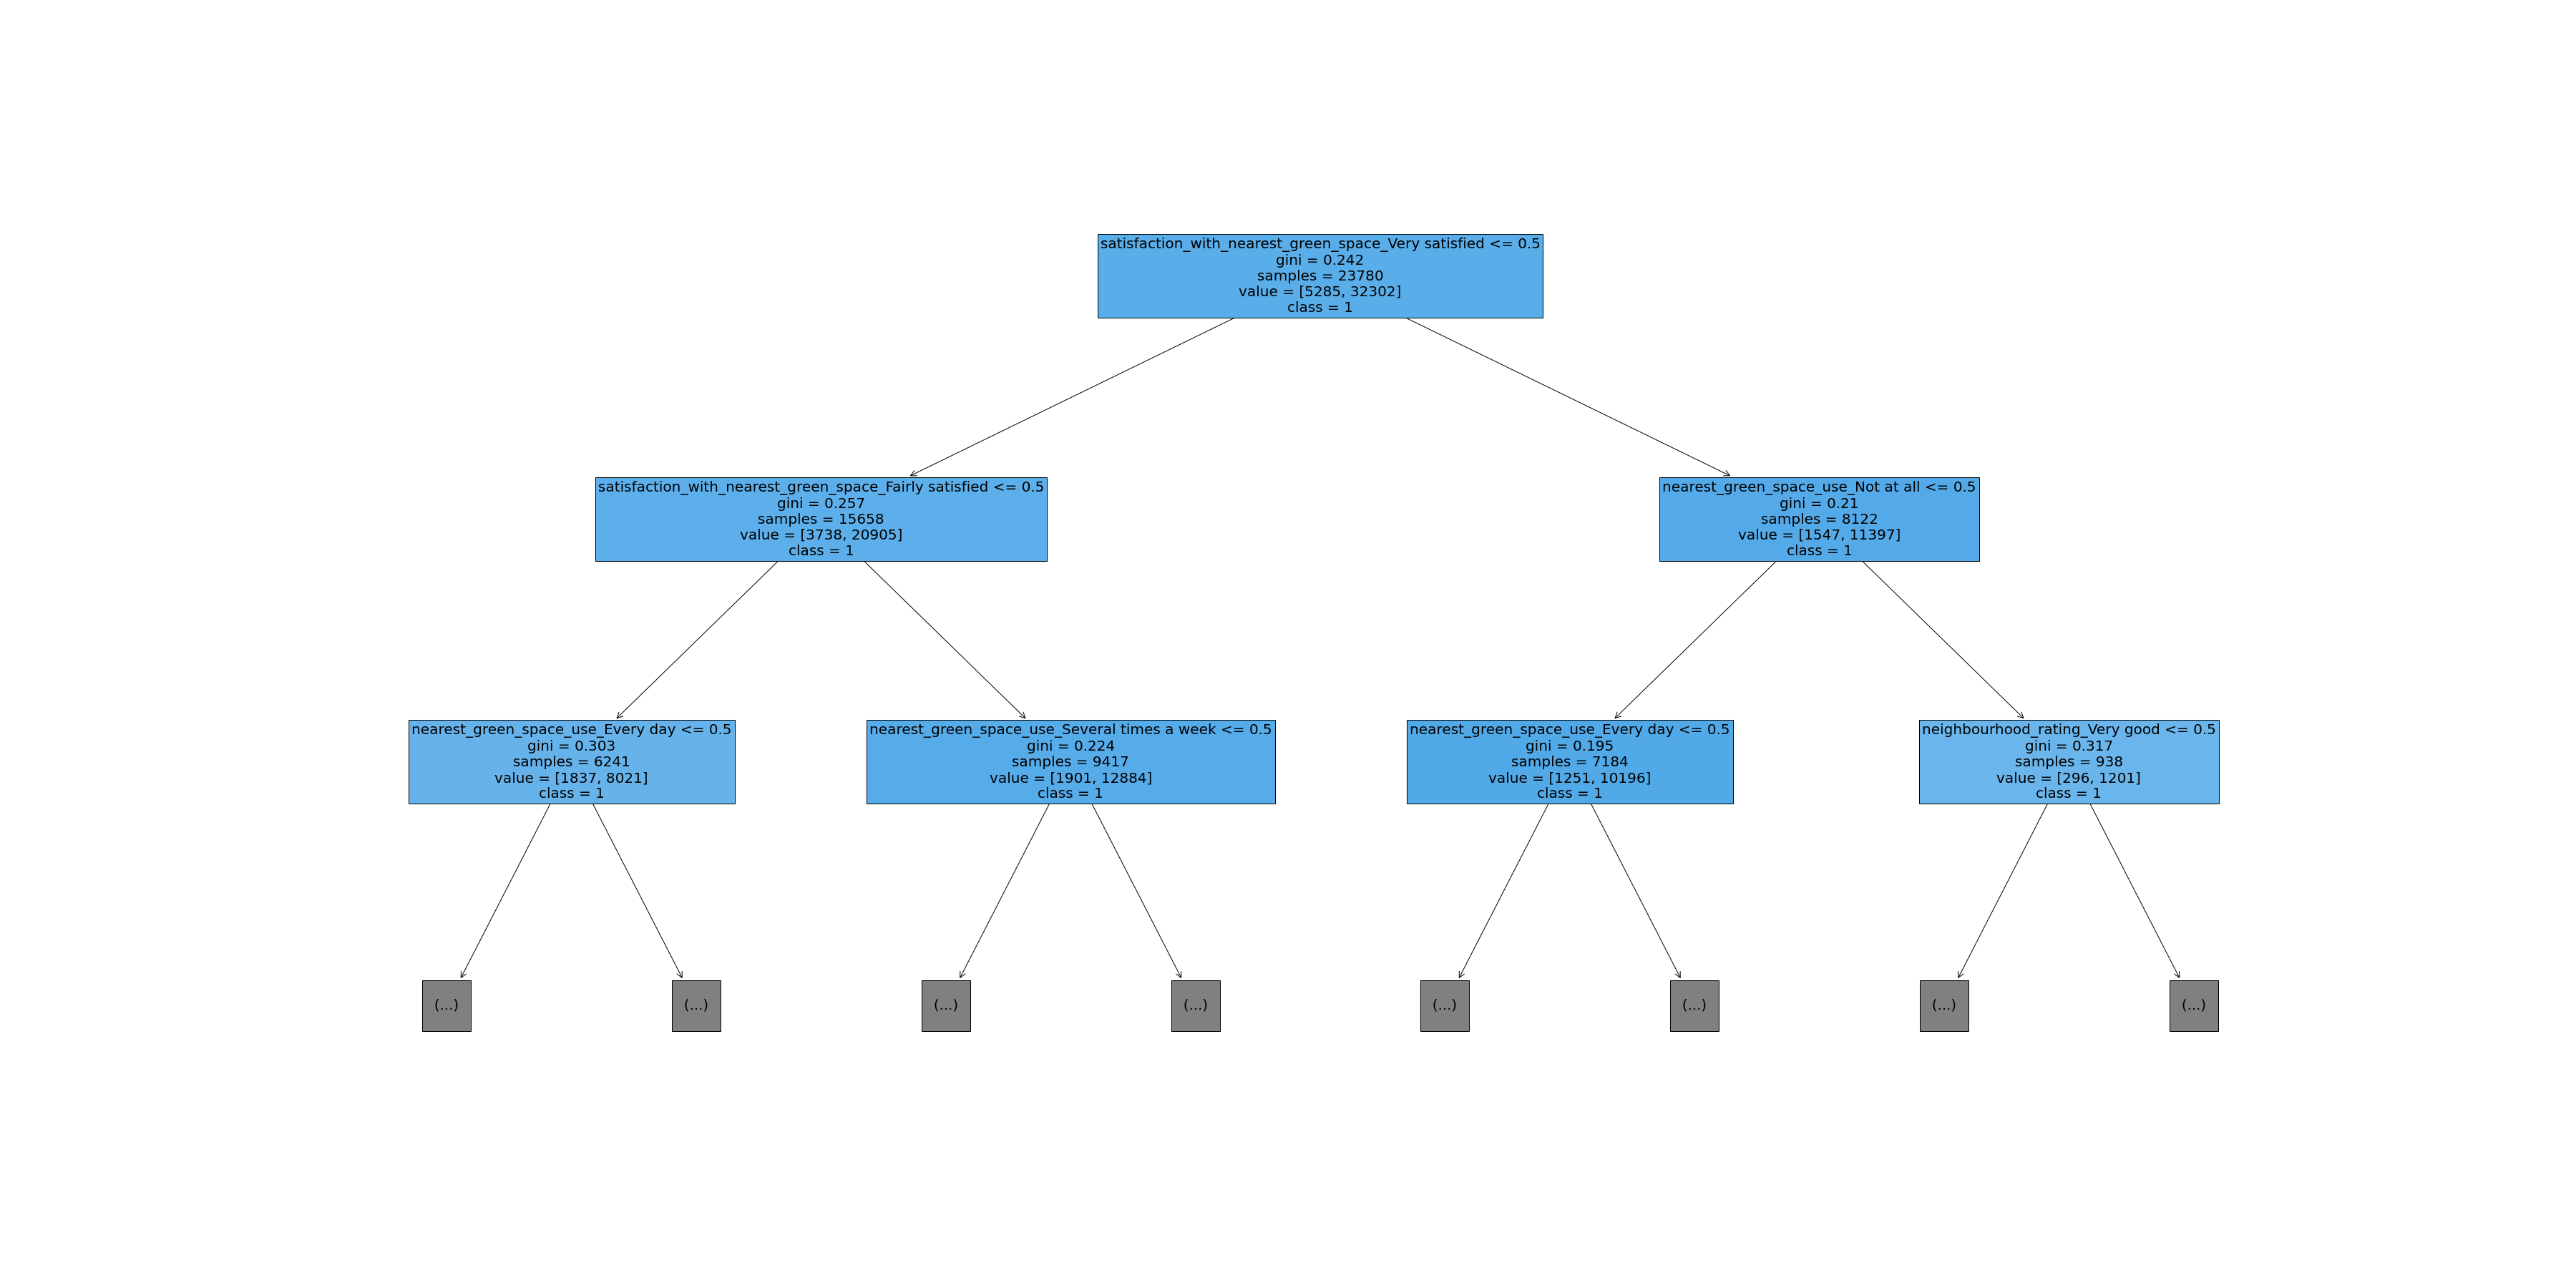 satisfaction_with_nearest_green_space_Very satisfied <= 0.5
gini = 0.242
samples = 23780
value = [5285, 32302]
class = 1
satisfaction_with_nearest_green_space_Fairly satisfied <= 0.5
gini = 0.257
samples = 15658
value = [3738, 20905]
class = 1
nearest_green_space_use_Not at all <= 0.5
gini = 0.21
samples = 8122
value = [1547, 11397]
class = 1
nearest_green_space_use_Every day <= 0.5
gini = 0.303
samples = 6241
value = [1837, 8021]
class = 1
nearest_green_space_use_Several times a week <= 0.5
gini = 0.224
samples = 9417
value = [1901, 12884]
class = 1
nearest_green_space_use_Every day <= 0.5
gini = 0.195
samples = 7184
value = [1251, 10196]
class = 1
neighbourhood_rating_Very good <= 0.5
gini = 0.317
samples = 938
value = [296, 1201]
class = 1
(...)
(...)
(...)
(...)
(...)
(...)
(...)
(...)